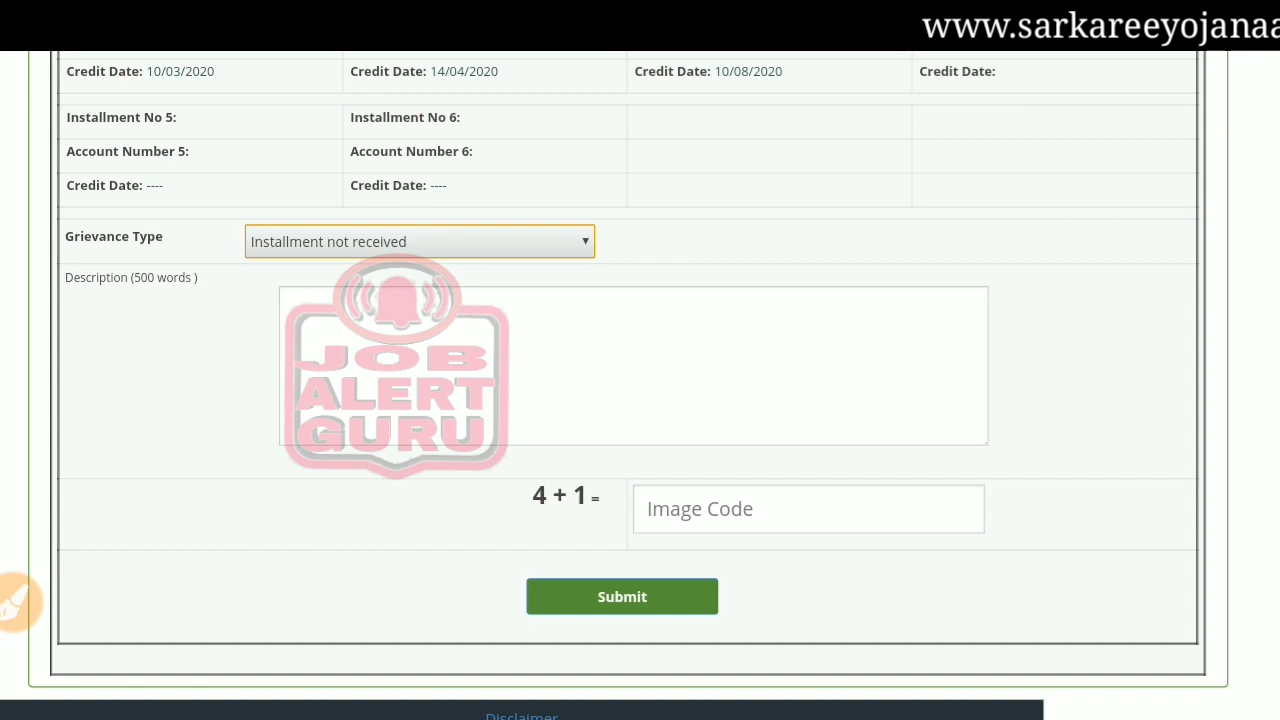 www.sarkareeyojanaa
Credit Date: 10/03/2020 Credit Date: 14/04/2020 Credit Date: 10/08/2020 Credit Date:
Installment No 5: Installment No 6:
Account Number 5: Account Number 6:
Credit Date: ---- Credit Date: ----
Grievance Type Installment not received
Description (500 words )
JOB
ALERT
GURU
4 + 1 = Image Code
Submit
Disclaimer